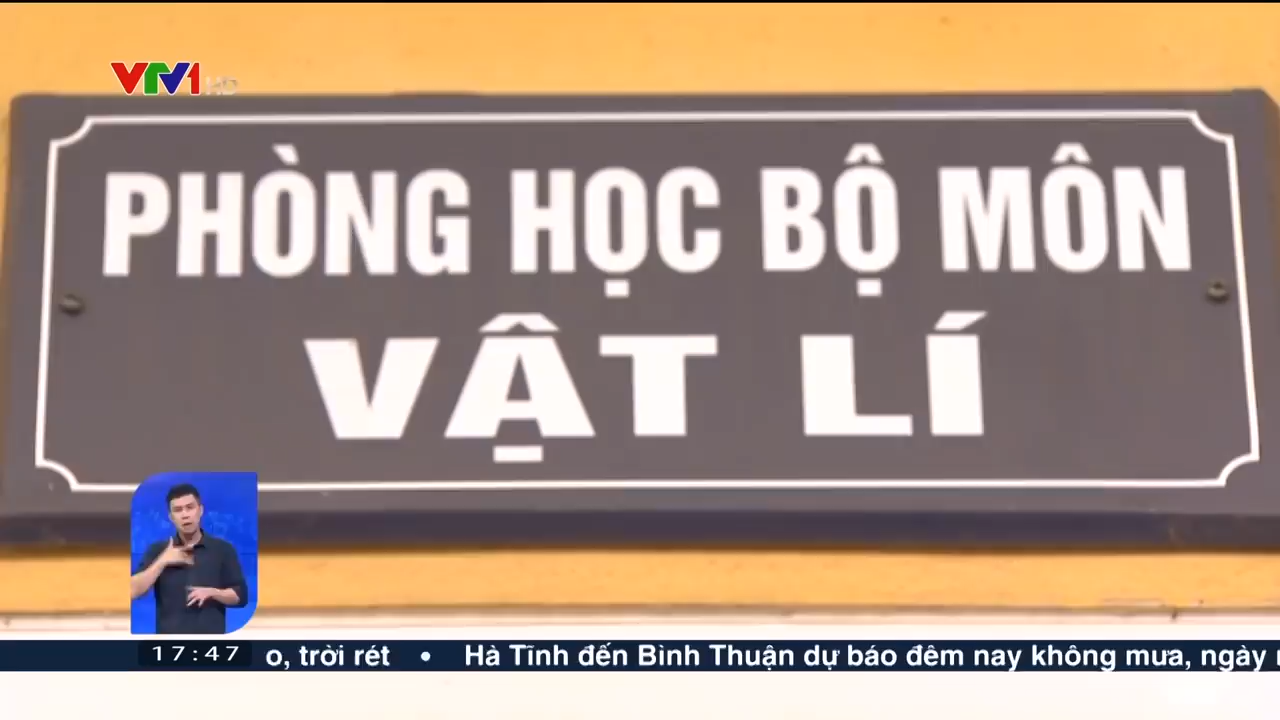 VTV1 HD
PHÒNG HỌC BỘ MÔN
VẬT LÍ
17:47 o, trời rét • Hà Tĩnh đến Bình Thuận dự báo đêm nay không mưa, ngày